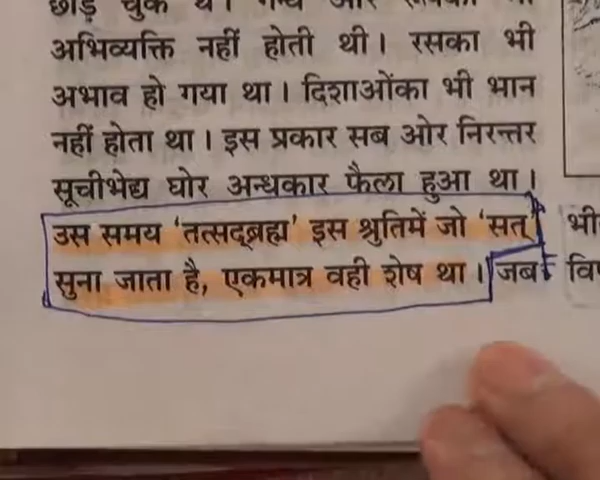 छोड़ चुके थे।
अभिव्यक्ति नहीं होती थी। रसका भी
अभाव हो गया था। दिशाओंका भी भान
नहीं होता था। इस प्रकार सब ओर निरन्तर
सूचीभेद्य घोर अन्धकार फैला हुआ था।
उस समय ‘तत्सद्ब्रह्म’ इस श्रुतिमें जो ‘सत्’
सुना जाता है, एकमात्र वही शेष था। जब